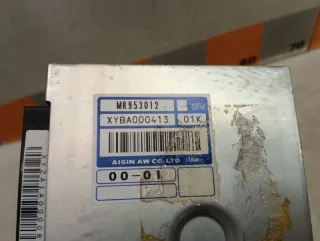 MR953012 12V
XYBA000413 01K
AISIN AW CO.,LTD
00-01